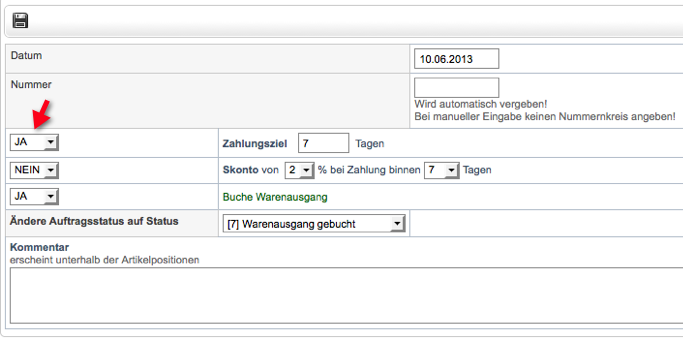 Datum
10.06.2013
Nummer
Wird automatisch vergeben!
Bei manueller Eingabe keinen Nummernkreis angeben!
JA Zahlungsziel 7 Tagen
NEIN Skonto von 2 % bei Zahlung binnen 7 Tagen
JA Buche Warenausgang
Ändere Auftragsstatus auf Status [7] Warenausgang gebucht
Kommentar
erscheint unterhalb der Artikelpositionen